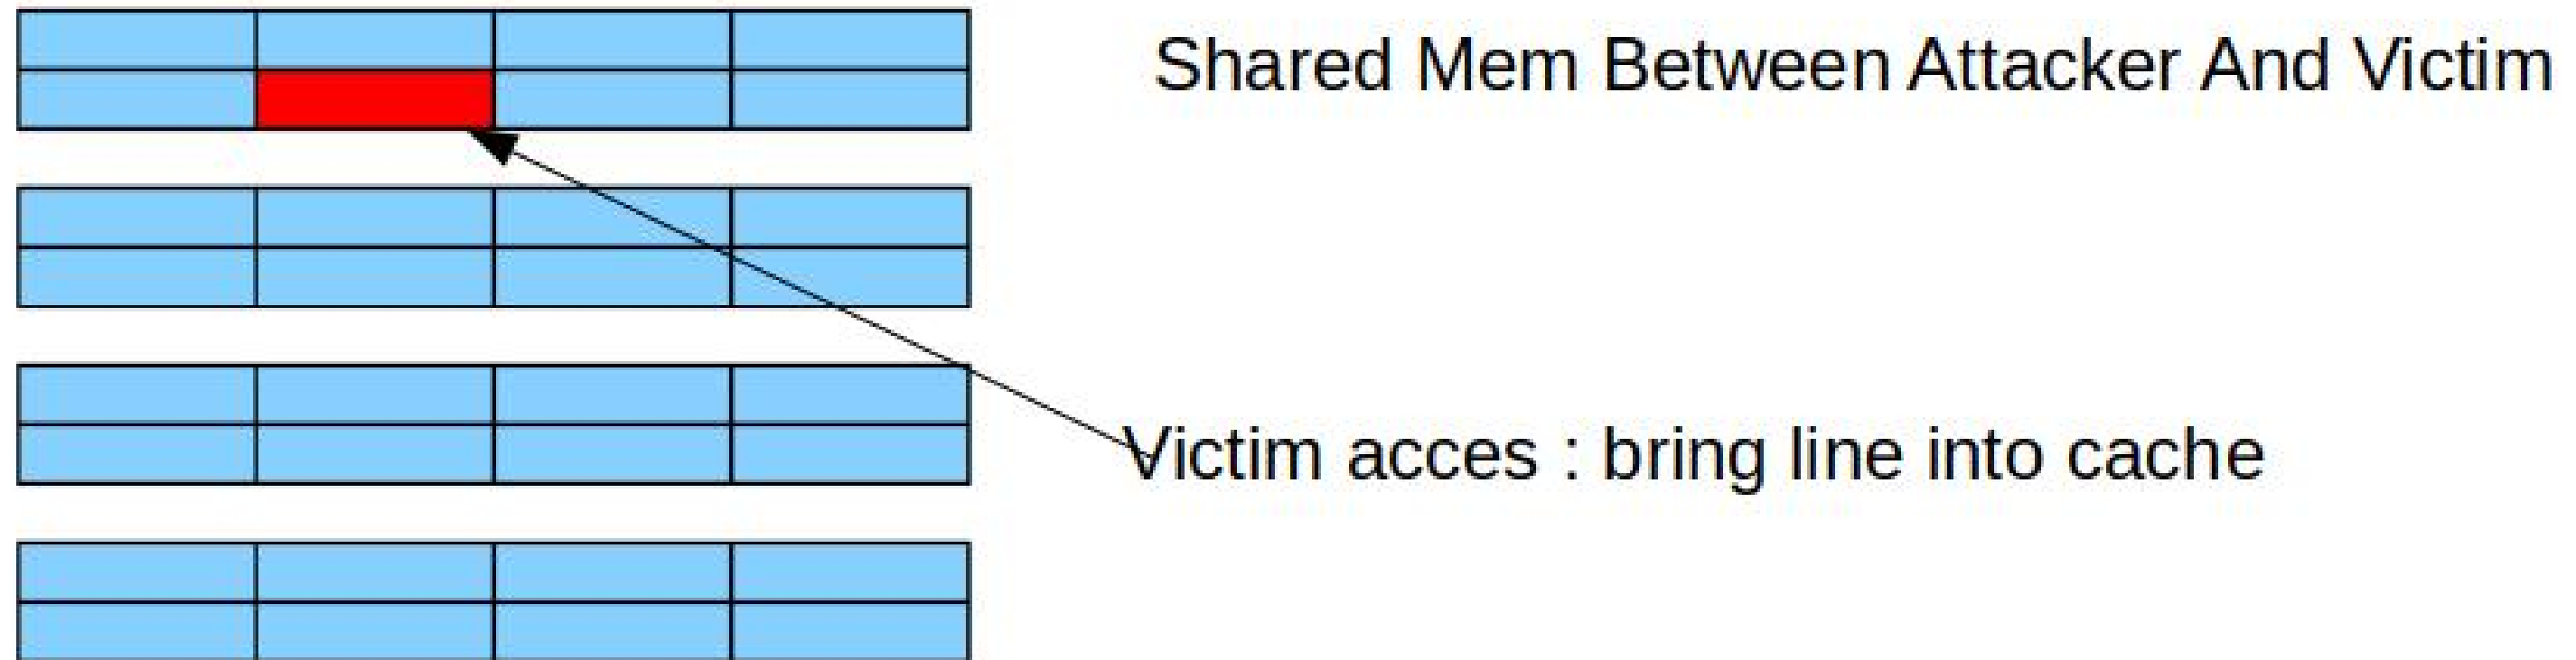 Shared Mem Between Attacker And Victim
Victim acces : bring line into cache